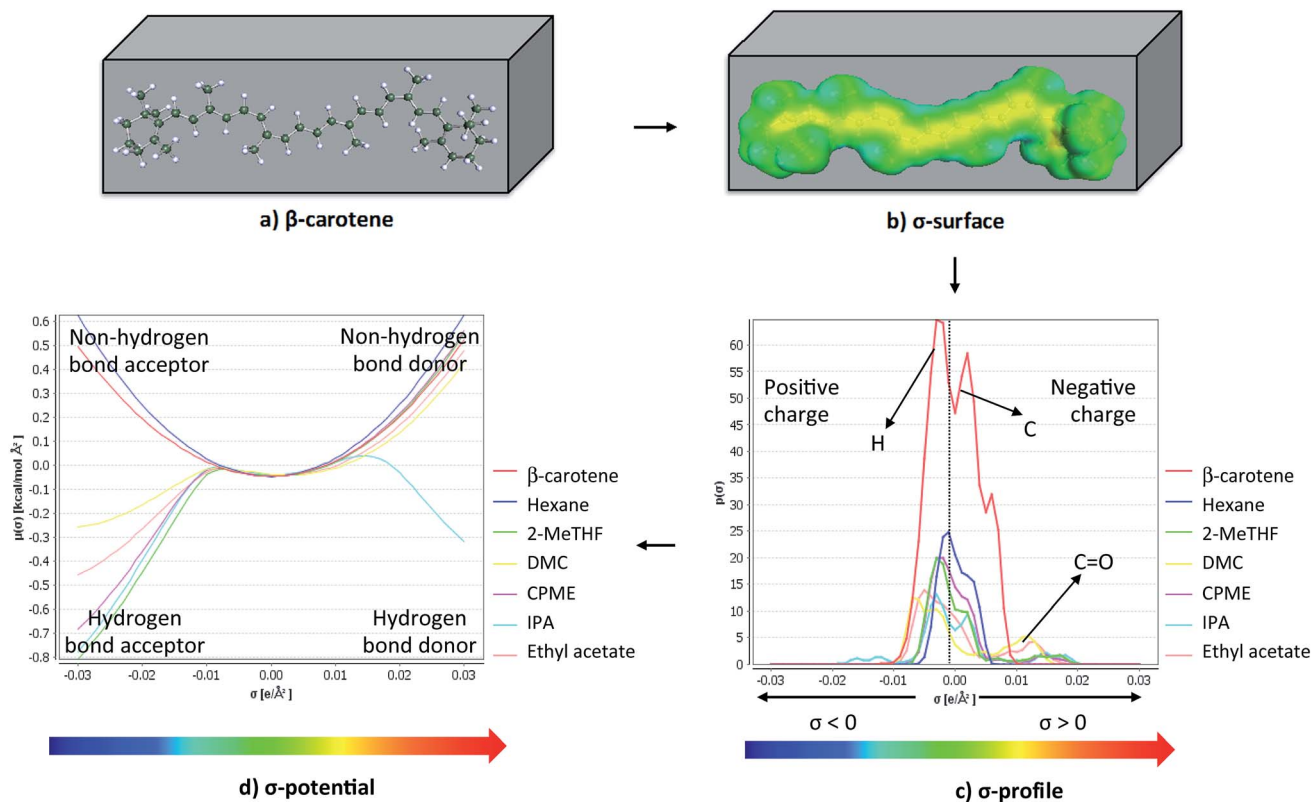 a) β-carotene
b) σ-surface
Non-hydrogen
bond acceptor
Non-hydrogen
bond donor
Hydrogen
bond acceptor
Hydrogen
bond donor
μ(σ) [kcal/mol Å²]
0.6
0.5
0.4
0.3
0.2
0.1
0.0
-0.1
-0.2
-0.3
-0.4
-0.5
-0.6
-0.7
-0.8
-0.03
-0.02
-0.01
0.00
0.01
0.02
0.03
σ [e/Å²]
β-carotene
Hexane
2-MeTHF
DMC
CPME
IPA
Ethyl acetate
d) σ-potential
Positive
charge
Negative
charge
H
C
C=O
p(σ)
60
55
50
45
40
35
30
25
20
15
10
5
0
-0.03
-0.02
-0.01
0.00
0.01
0.02
0.03
σ [e/Å²]
σ < 0
σ > 0
β-carotene
Hexane
2-MeTHF
DMC
CPME
IPA
Ethyl acetate
c) σ-profile